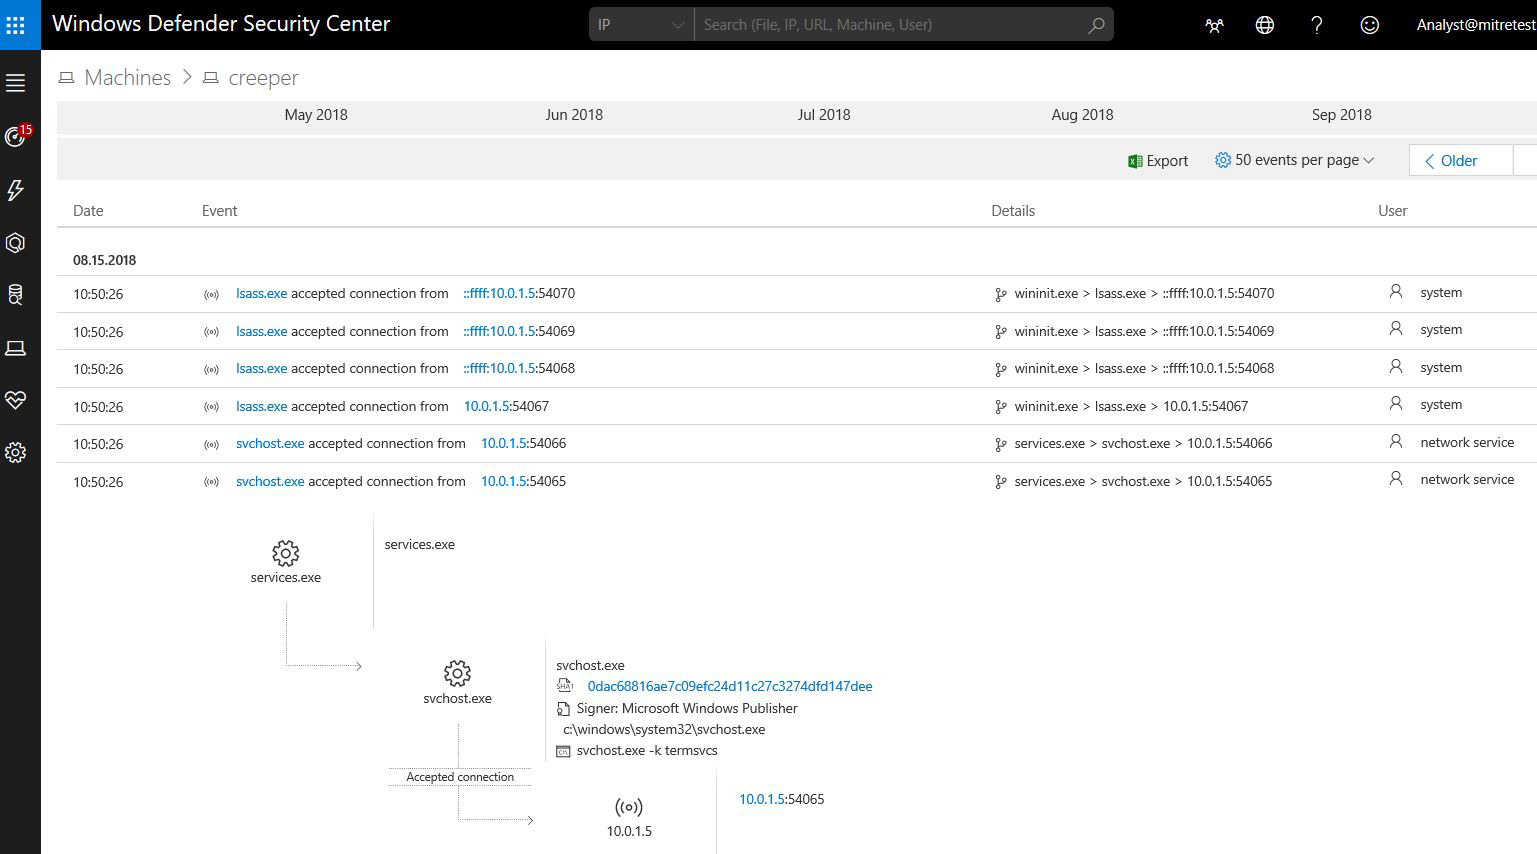 Windows Defender Security Center
IP
Search (File, IP, URL, Machine, User)
Analyst@mitretest
Machines > creeper
15
May 2018 Jun 2018 Jul 2018 Aug 2018 Sep 2018
Export 50 events per page Older
Date Event Details User
08.15.2018
10:50:26 lsass.exe accepted connection from ::ffff:10.0.1.5:54070 wininit.exe > lsass.exe > ::ffff:10.0.1.5:54070 system
10:50:26 lsass.exe accepted connection from ::ffff:10.0.1.5:54069 wininit.exe > lsass.exe > ::ffff:10.0.1.5:54069 system
10:50:26 lsass.exe accepted connection from ::ffff:10.0.1.5:54068 wininit.exe > lsass.exe > ::ffff:10.0.1.5:54068 system
10:50:26 lsass.exe accepted connection from 10.0.1.5:54067 wininit.exe > lsass.exe > 10.0.1.5:54067 system
10:50:26 svchost.exe accepted connection from 10.0.1.5:54066 services.exe > svchost.exe > 10.0.1.5:54066 network service
10:50:26 svchost.exe accepted connection from 10.0.1.5:54065 services.exe > svchost.exe > 10.0.1.5:54065 network service
services.exe
services.exe
svchost.exe
svchost.exe
SHA1 0dac68816ae7c09efc24d11c27c3274dfd147dee
Signer: Microsoft Windows Publisher
c:\windows\system32\svchost.exe
svchost.exe -k termsvcs
Accepted connection
10.0.1.5
10.0.1.5:54065